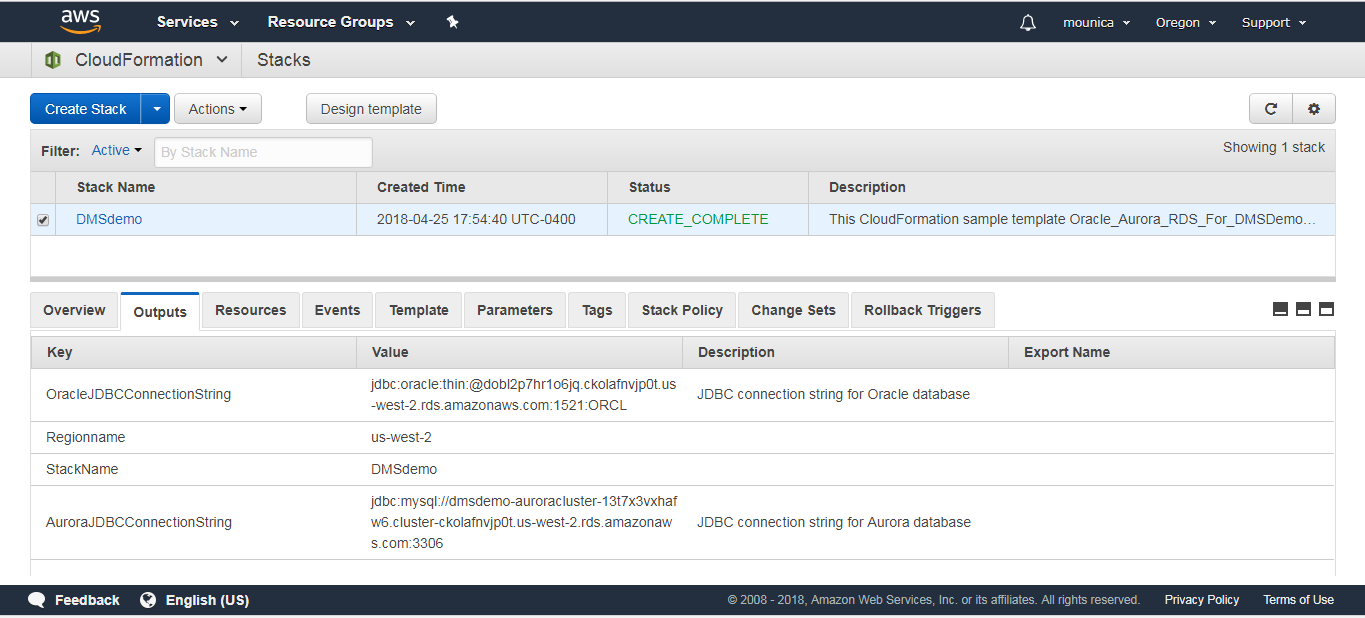 aws Services Resource Groups mounica Oregon Support
CloudFormation Stacks
Create Stack Actions Design template
Filter: Active By Stack Name Showing 1 stack
Stack Name Created Time Status Description
DMSdemo 2018-04-25 17:54:40 UTC-0400 CREATE_COMPLETE This CloudFormation sample template Oracle_Aurora_RDS_For_DMSDemo…
Overview Outputs Resources Events Template Parameters Tags Stack Policy Change Sets Rollback Triggers
Key Value Description Export Name
OracleJDBCConnectionString
jdbc:oracle:thin:@dobl2p7hr1o6jq.ckolafnvjp0t.us
-west-2.rds.amazonaws.com:1521:ORCL
JDBC connection string for Oracle database
Regionname us-west-2
StackName DMSdemo
AuroraJDBCConnectionString
jdbc:mysql://dmsdemo-auroracluster-13t7x3vxhaf
w6.cluster-ckolafnvjp0t.us-west-2.rds.amazonaw
s.com:3306
JDBC connection string for Aurora database
Feedback English (US) © 2008 - 2018, Amazon Web Services, Inc. or its affiliates. All rights reserved. Privacy Policy Terms of Use